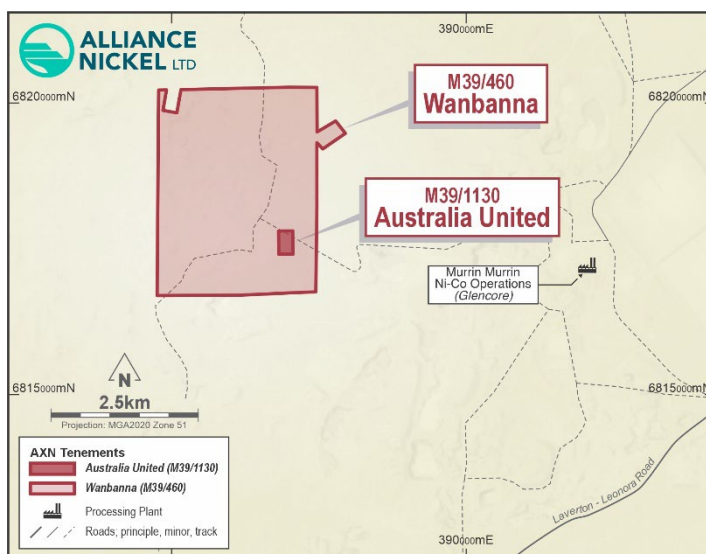 ALLIANCE
NICKEL LTD
390000mE
6820000mN
6820000mN
M39/460
Wanbanna
M39/1130
Australia United
Murrin Murrin
Ni-Co Operations
(Glencore)
N
6815000mN
6815000mN
2.5km
Projection: MGA2020 Zone 51
AXN Tenements
Australia United (M39/1130)
Wanbanna (M39/460)
Processing Plant
Roads; principle, minor, track
Laverton - Leonora Road
390000mE